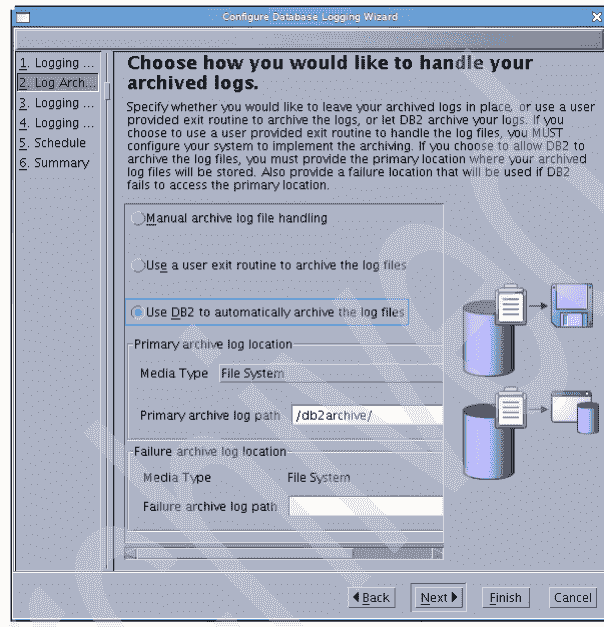 Configure Database Logging Wizard
1. Logging ...
2. Log Arch...
3. Logging ...
4. Logging ...
5. Schedule
6. Summary
Choose how you would like to handle your
archived logs.
Specify whether you would like to leave your archived logs in place, or use a user
provided exit routine to archive the logs, or let DB2 archive your logs. If you
choose to use a user provided exit routine to handle the log files, you MUST
configure your system to implement the archiving. If you choose to allow DB2 to
archive the log files, you must provide the primary location where your archived
log files will be stored. Also provide a failure location that will be used if DB2
fails to access the primary location.
Manual archive log file handling
Use a user exit routine to archive the log files
Use DB2 to automatically archive the log files
Primary archive log location
Media Type File System
Primary archive log path /db2archive/
Failure archive log location
Media Type File System
Failure archive log path
Back Next Finish Cancel